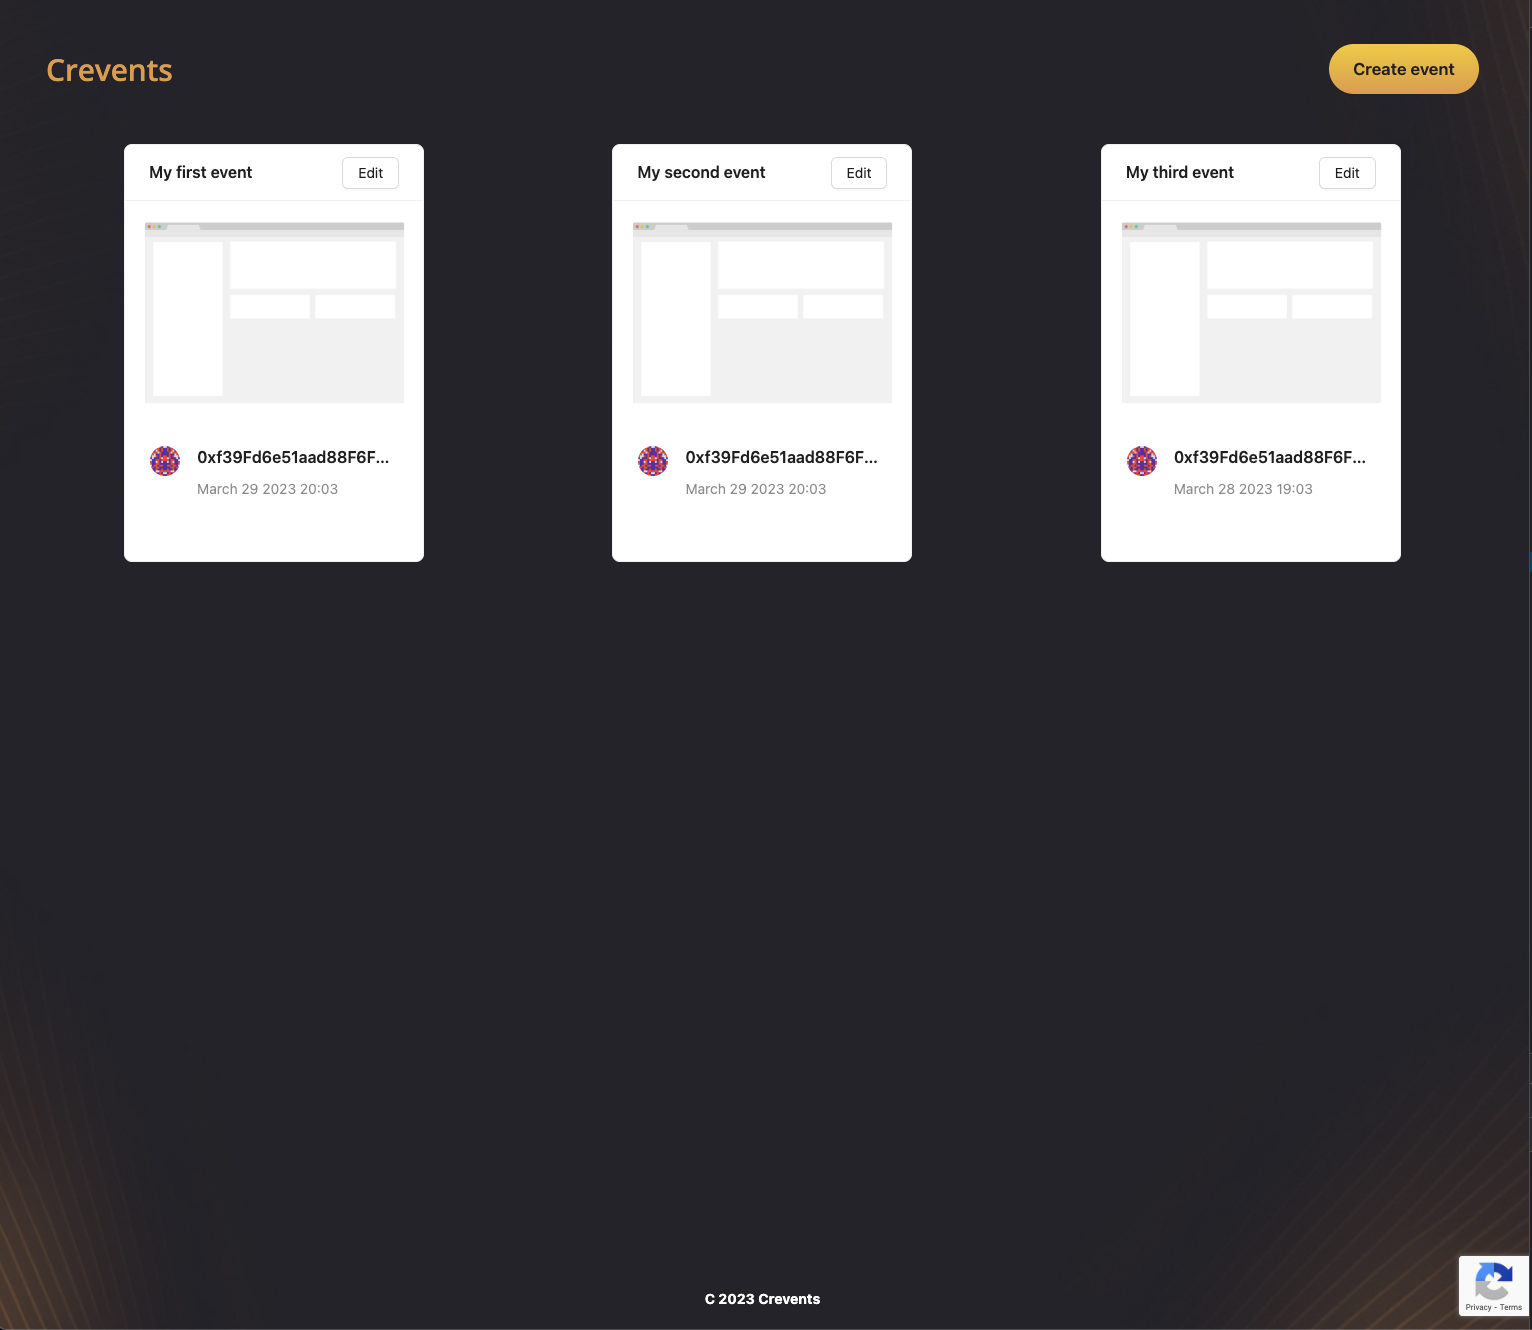 Crevents
Create event
My first event
Edit
My second event
Edit
My third event
Edit
0xf39Fd6e51aad88F6F...
March 29 2023 20:03
0xf39Fd6e51aad88F6F...
March 29 2023 20:03
0xf39Fd6e51aad88F6F...
March 28 2023 19:03
C 2023 Crevents
Privacy - Terms